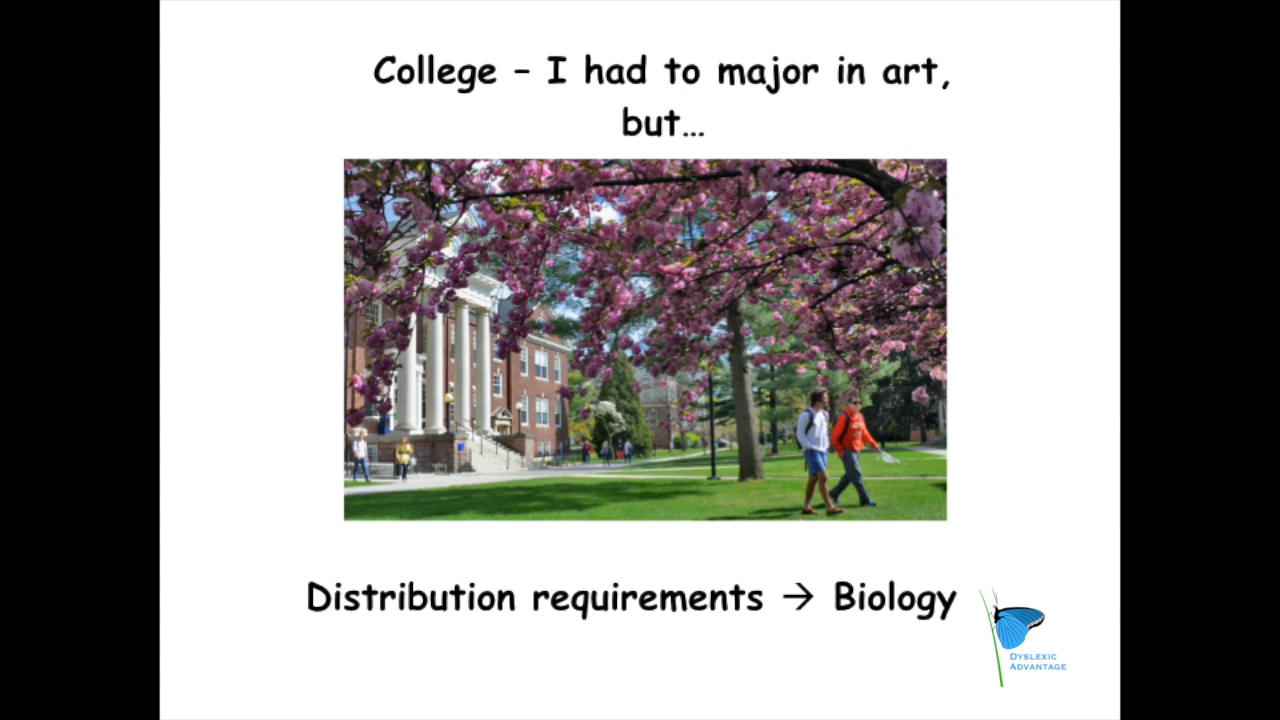 College – I had to major in art,
but…
Distribution requirements → Biology
DYSLEXIC
ADVANTAGE